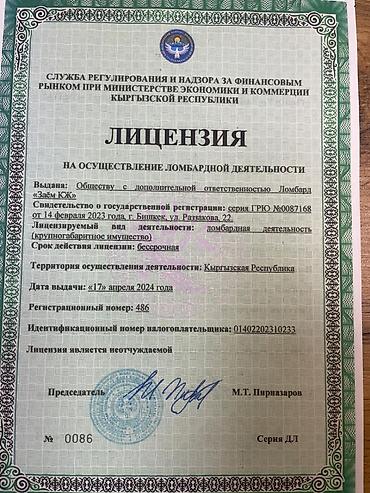 СЛУЖБА РЕГУЛИРОВАНИЯ И НАДЗОРА ЗА ФИНАНСОВЫМ
РЫНКОМ ПРИ МИНИСТЕРСТВЕ ЭКОНОМИКИ И КОММЕРЦИИ
КЫРГЫЗСКОЙ РЕСПУБЛИКИ
ЛИЦЕНЗИЯ
НА ОСУЩЕСТВЛЕНИЕ ЛОМБАРДНОЙ ДЕЯТЕЛЬНОСТИ
Выдана: Обществу с дополнительной ответственностью Ломбард
«Заём КЖ»
Свидетельство о государственной регистрации: серия ГРЮ №0087168
от 14 февраля 2023 года, г. Бишкек, ул. Раззакова, 22.
Лицензируемый вид деятельности: ломбардная деятельность
(крупногабаритное имущество)
Срок действия лицензии: бессрочная
Территория осуществления деятельности: Кыргызская Республика
Дата выдачи: «17» апреля 2024 года
Регистрационный номер: 486
Идентификационный номер налогоплательщика: 01402202310233
Лицензия является неотчуждаемой
Председатель М.Т. Пирназаров
№ 0086 Серия ДЛ